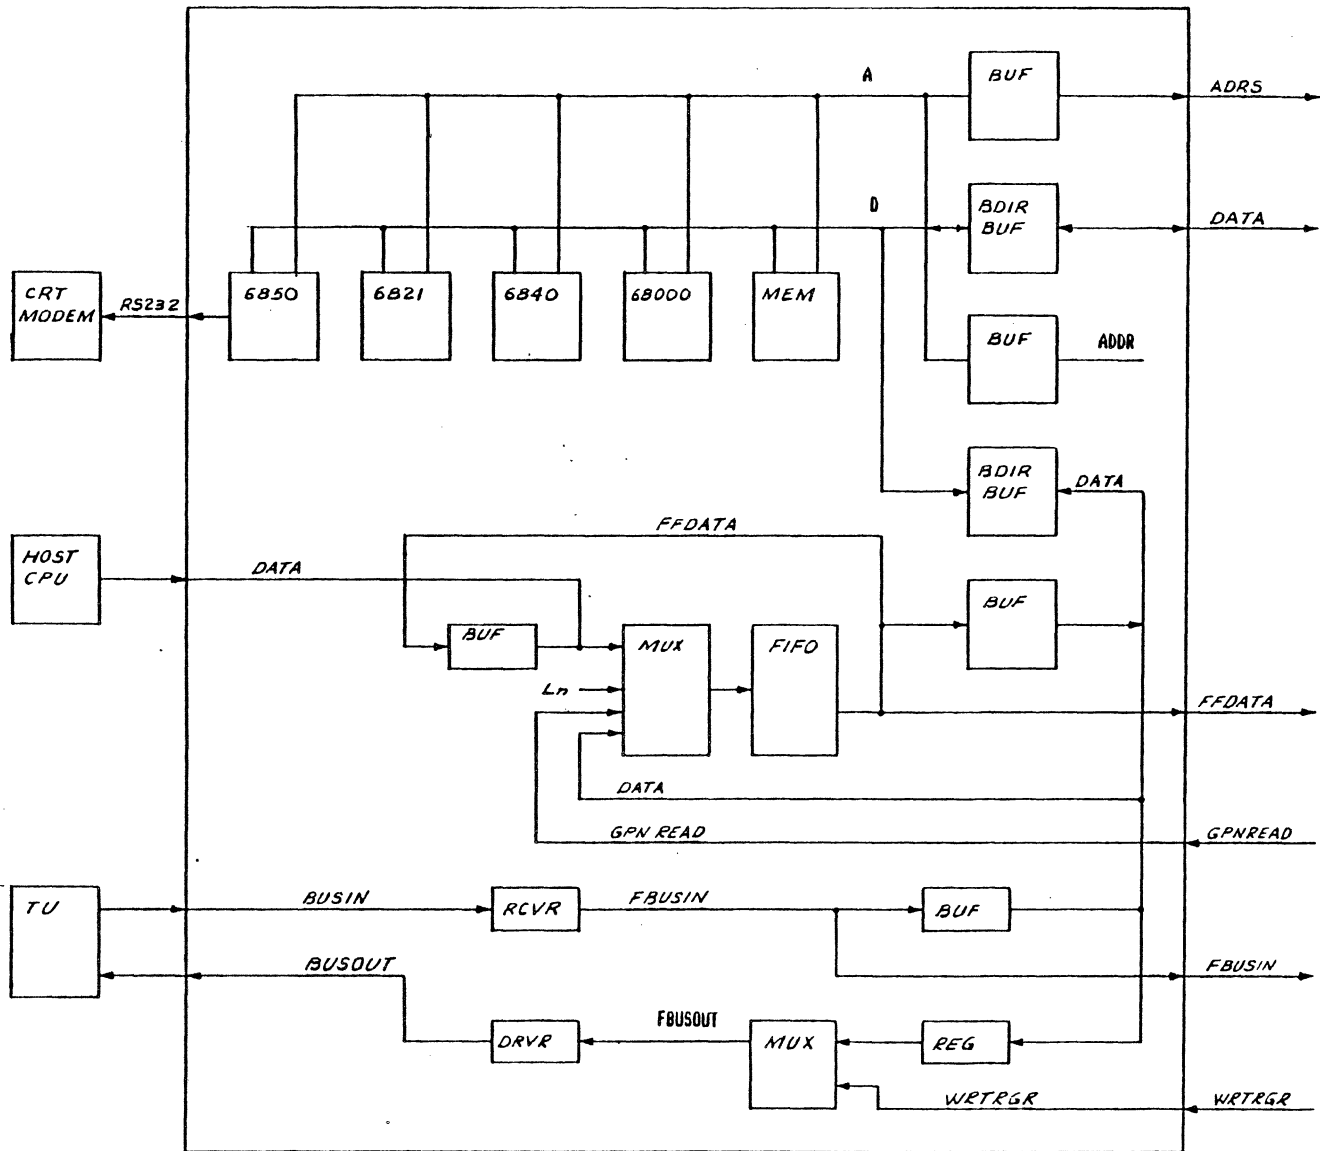 BUF
A
ADRS
D
BDIR
BUF
DATA
CRT
MODEM
RS232
6850
6821
6840
68000
MEM
BUF
ADDR
BDIR
BUF
DATA
FFDATA
HOST
CPU
DATA
BUF
BUF
MUX
FIFO
Ln
FFDATA
DATA
GPN READ
GPNREAD
TU
BUSIN
RCVR
FBUSIN
BUF
BUSOUT
FBUSIN
FBUSOUT
DRVR
MUX
REG
WRTRGR
WRTRGR